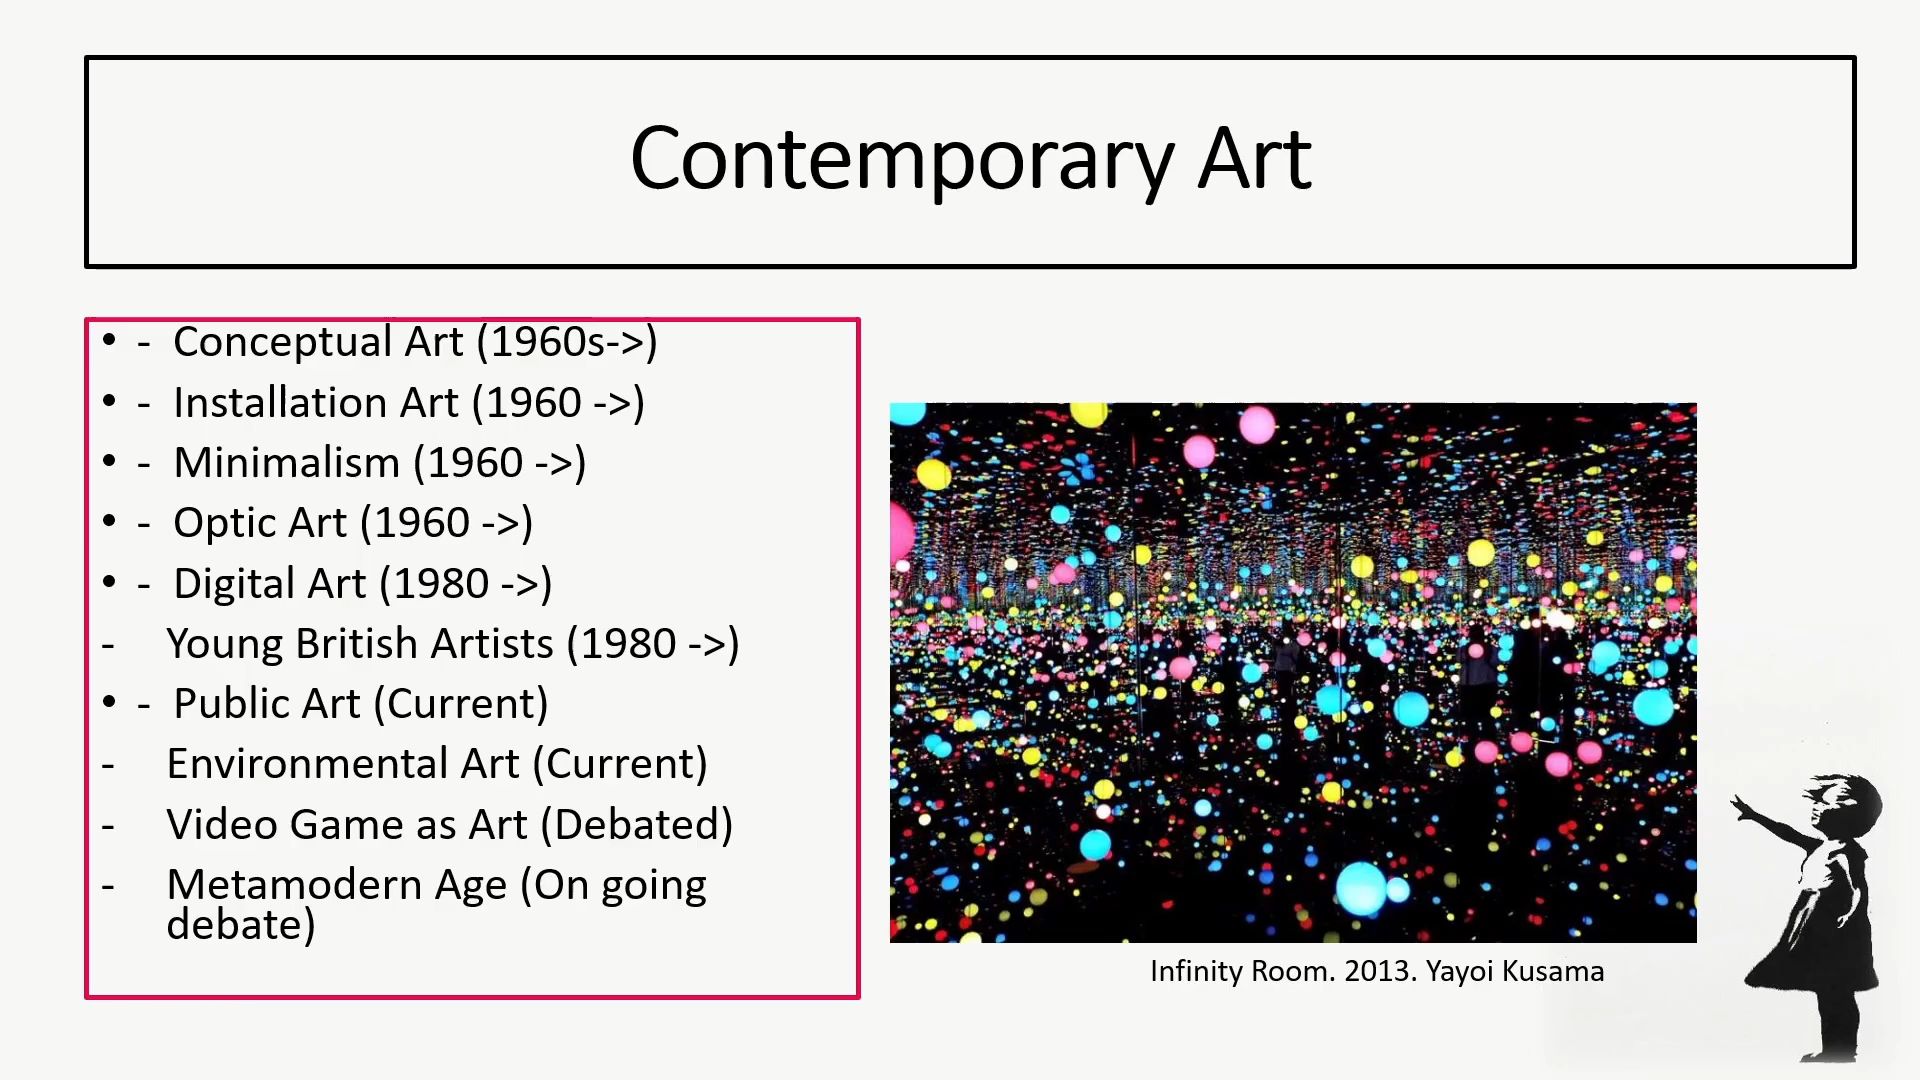 Contemporary Art
• - Conceptual Art (1960s->)
• - Installation Art (1960 ->)
• - Minimalism (1960 ->)
• - Optic Art (1960 ->)
• - Digital Art (1980 ->)
- Young British Artists (1980 ->)
• - Public Art (Current)
- Environmental Art (Current)
- Video Game as Art (Debated)
- Metamodern Age (On going
debate)
Infinity Room. 2013. Yayoi Kusama